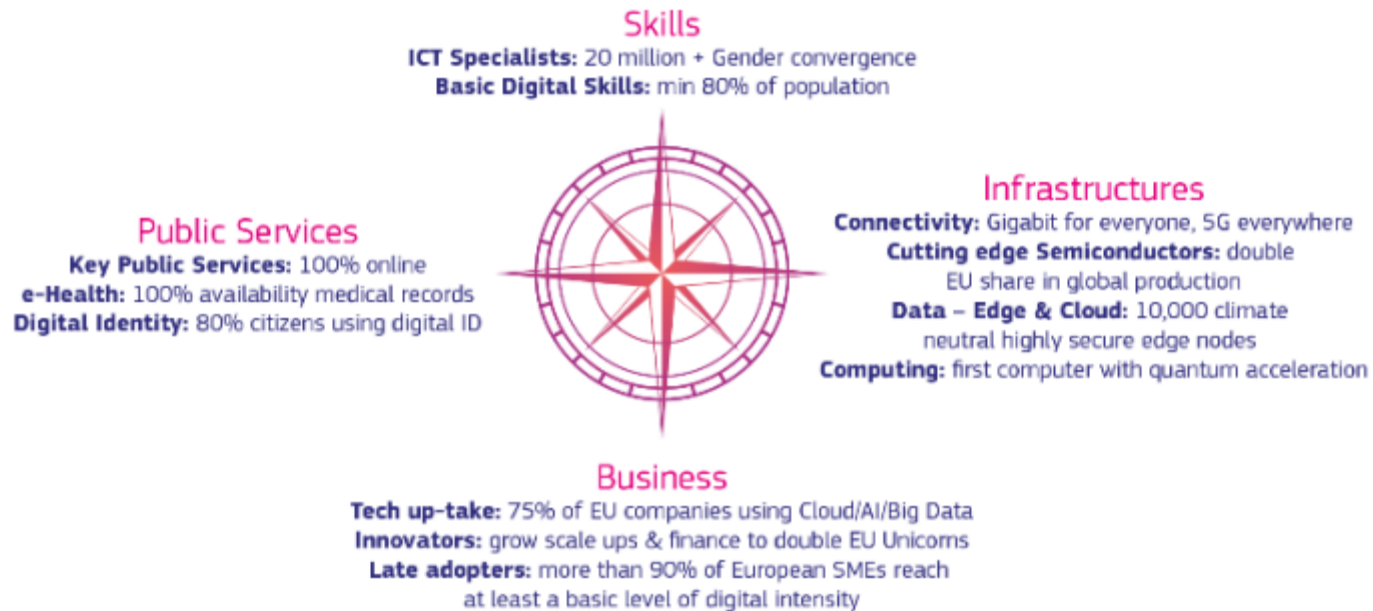 Skills
ICT Specialists: 20 million + Gender convergence
Basic Digital Skills: min 80% of population
Public Services
Key Public Services: 100% online
e-Health: 100% availability medical records
Digital Identity: 80% citizens using digital ID
Infrastructures
Connectivity: Gigabit for everyone, 5G everywhere
Cutting edge Semiconductors: double
EU share in global production
Data – Edge & Cloud: 10,000 climate
neutral highly secure edge nodes
Computing: first computer with quantum acceleration
Business
Tech up-take: 75% of EU companies using Cloud/AI/Big Data
Innovators: grow scale ups & finance to double EU Unicorns
Late adopters: more than 90% of European SMEs reach
at least a basic level of digital intensity